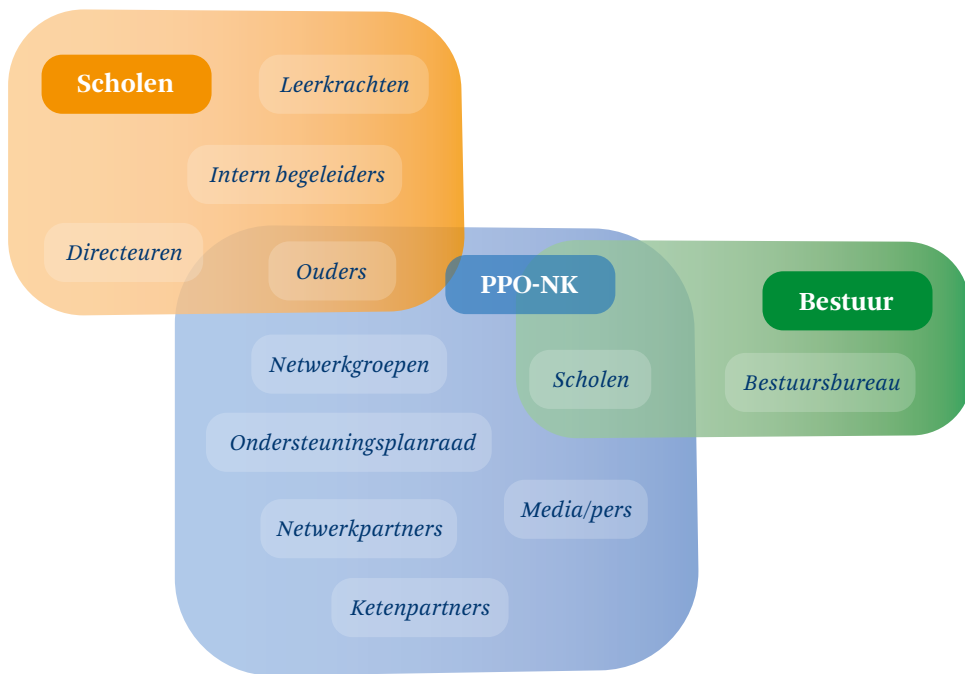 Scholen
Leerkrachten
Intern begeleiders
Directeuren
Ouders
PPO-NK
Bestuur
Netwerkgroepen
Scholen
Bestuursbureau
Ondersteuningsplanraad
Netwerkpartners
Media/pers
Ketenpartners